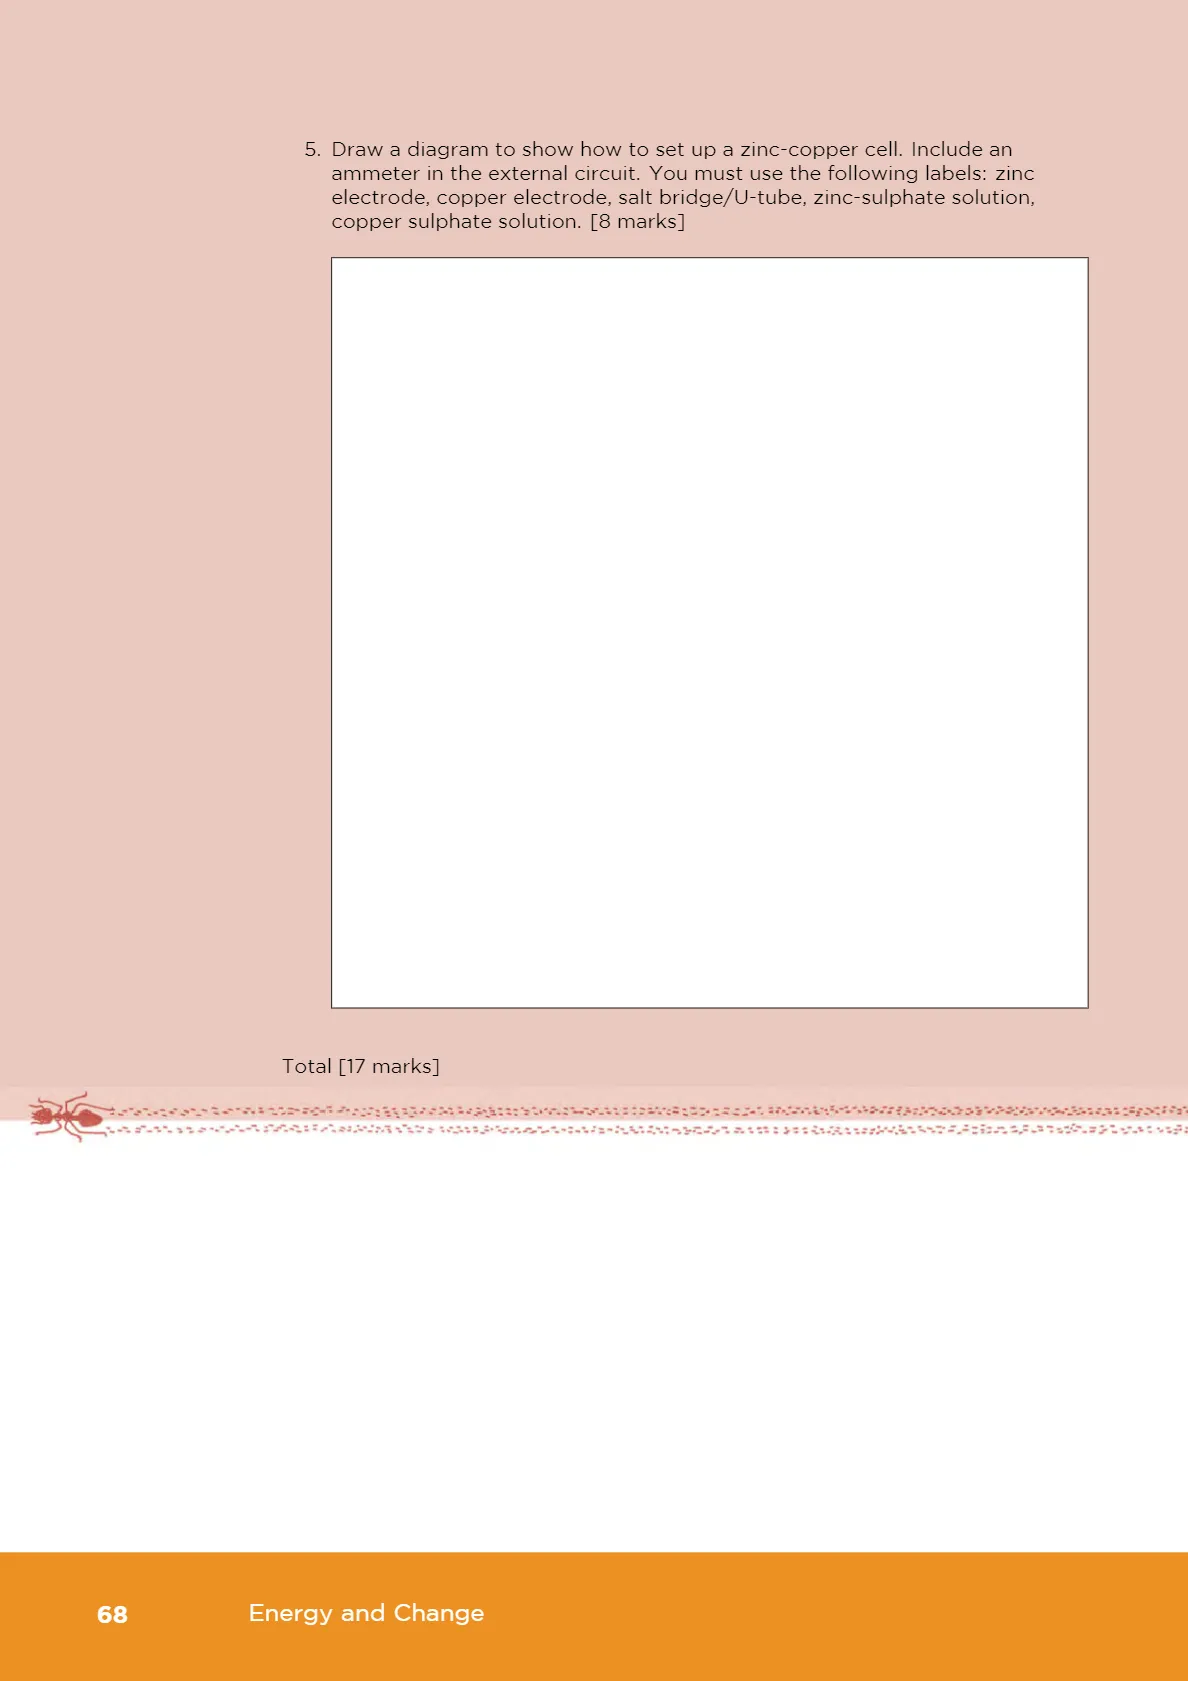 5. Draw a diagram to show how to set up a zinc-copper cell. Include an
ammeter in the external circuit. You must use the following labels: zinc
electrode, copper electrode, salt bridge/U-tube, zinc-sulphate solution,
copper sulphate solution. [8 marks]
Total [17 marks]
68 Energy and Change